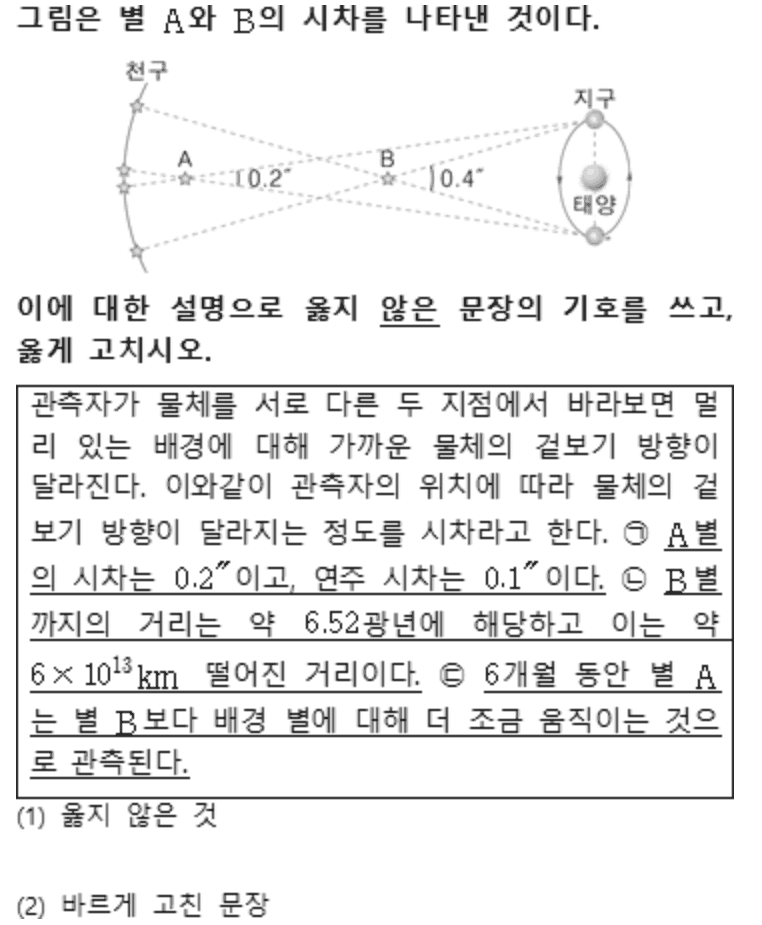 그림은 별 A와 B의 시차를 나타낸 것이다.
천구
지구
A
B
0.2″
0.4″
태양
이에 대한 설명으로 옳지 않은 문장의 기호를 쓰고,
옳게 고치시오.
관측자가 물체를 서로 다른 두 지점에서 바라보면 멀
리 있는 배경에 대해 가까운 물체의 겉보기 방향이
달라진다. 이와같이 관측자의 위치에 따라 물체의 겉
보기 방향이 달라지는 정도를 시차라고 한다. ㉠ A별
의 시차는 0.2″이고, 연주 시차는 0.1″이다. ㉡ B별
까지의 거리는 약 6.52광년에 해당하고 이는 약
6×10¹³km 떨어진 거리이다. ㉢ 6개월 동안 별 A
는 별 B보다 배경 별에 대해 더 조금 움직이는 것으
로 관측된다.
(1) 옳지 않은 것
(2) 바르게 고친 문장